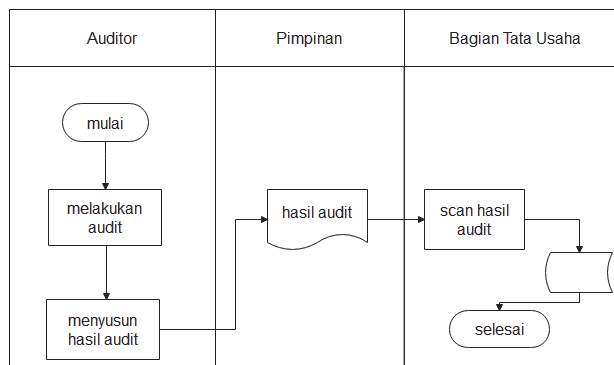 Auditor
Pimpinan
Bagian Tata Usaha
mulai
melakukan
audit
menyusun
hasil audit
hasil audit
scan hasil
audit
selesai